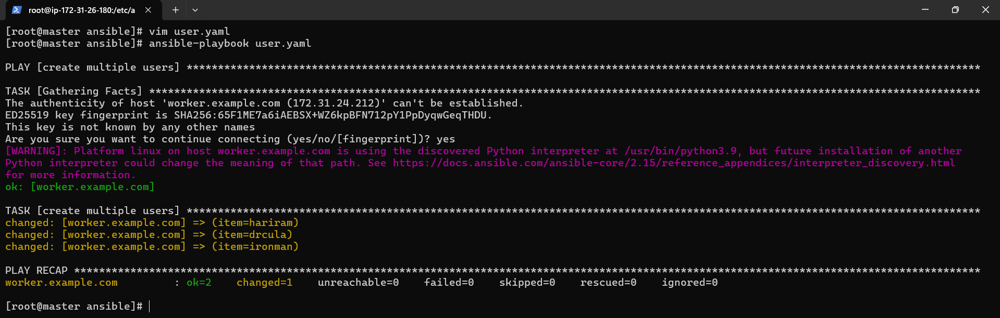 root@ip-172-31-26-180:/etc/a
[root@master ansible]# vim user.yaml
[root@master ansible]# ansible-playbook user.yaml
PLAY [create multiple users] *******************************************************************************************************************************
TASK [Gathering Facts] *************************************************************************************************************************************
The authenticity of host 'worker.example.com (172.31.24.212)' can't be established.
ED25519 key fingerprint is SHA256:65F1ME7a6iAEBSX+WZ6kpBFN712pY1PpDyqwGeqTHDU.
This key is not known by any other names
Are you sure you want to continue connecting (yes/no/[fingerprint])? yes
[WARNING]: Platform linux on host worker.example.com is using the discovered Python interpreter at /usr/bin/python3.9, but future installation of another
Python interpreter could change the meaning of that path. See https://docs.ansible.com/ansible-core/2.15/reference_appendices/interpreter_discovery.html
for more information.
ok: [worker.example.com]
TASK [create multiple users] *******************************************************************************************************************************
changed: [worker.example.com] => (item=hariram)
changed: [worker.example.com] => (item=drcula)
changed: [worker.example.com] => (item=ironman)
PLAY RECAP *************************************************************************************************************************************************
worker.example.com         : ok=2    changed=1    unreachable=0    failed=0    skipped=0    rescued=0    ignored=0
[root@master ansible]#